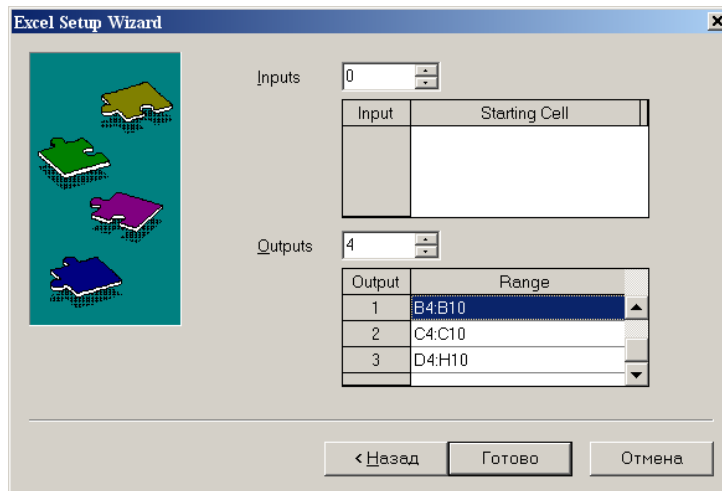 Excel Setup Wizard
Inputs 0
Input Starting Cell
Outputs 4
Output Range
1 B4:B10
2 C4:C10
3 D4:H10
< Назад Готово Отмена